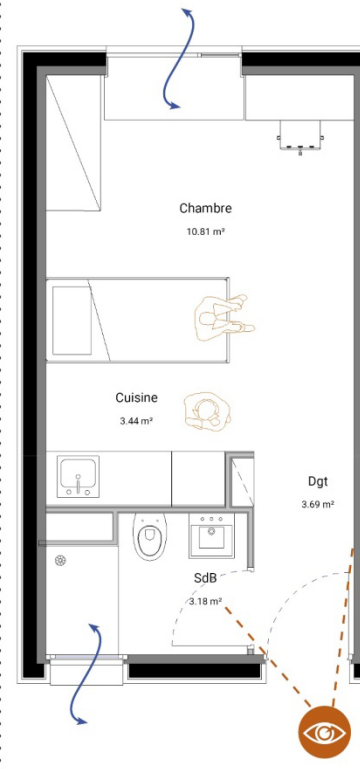 Chambre
10.81 m²
Cuisine
3.44 m²
Dgt
3.69 m²
SdB
3.18 m²